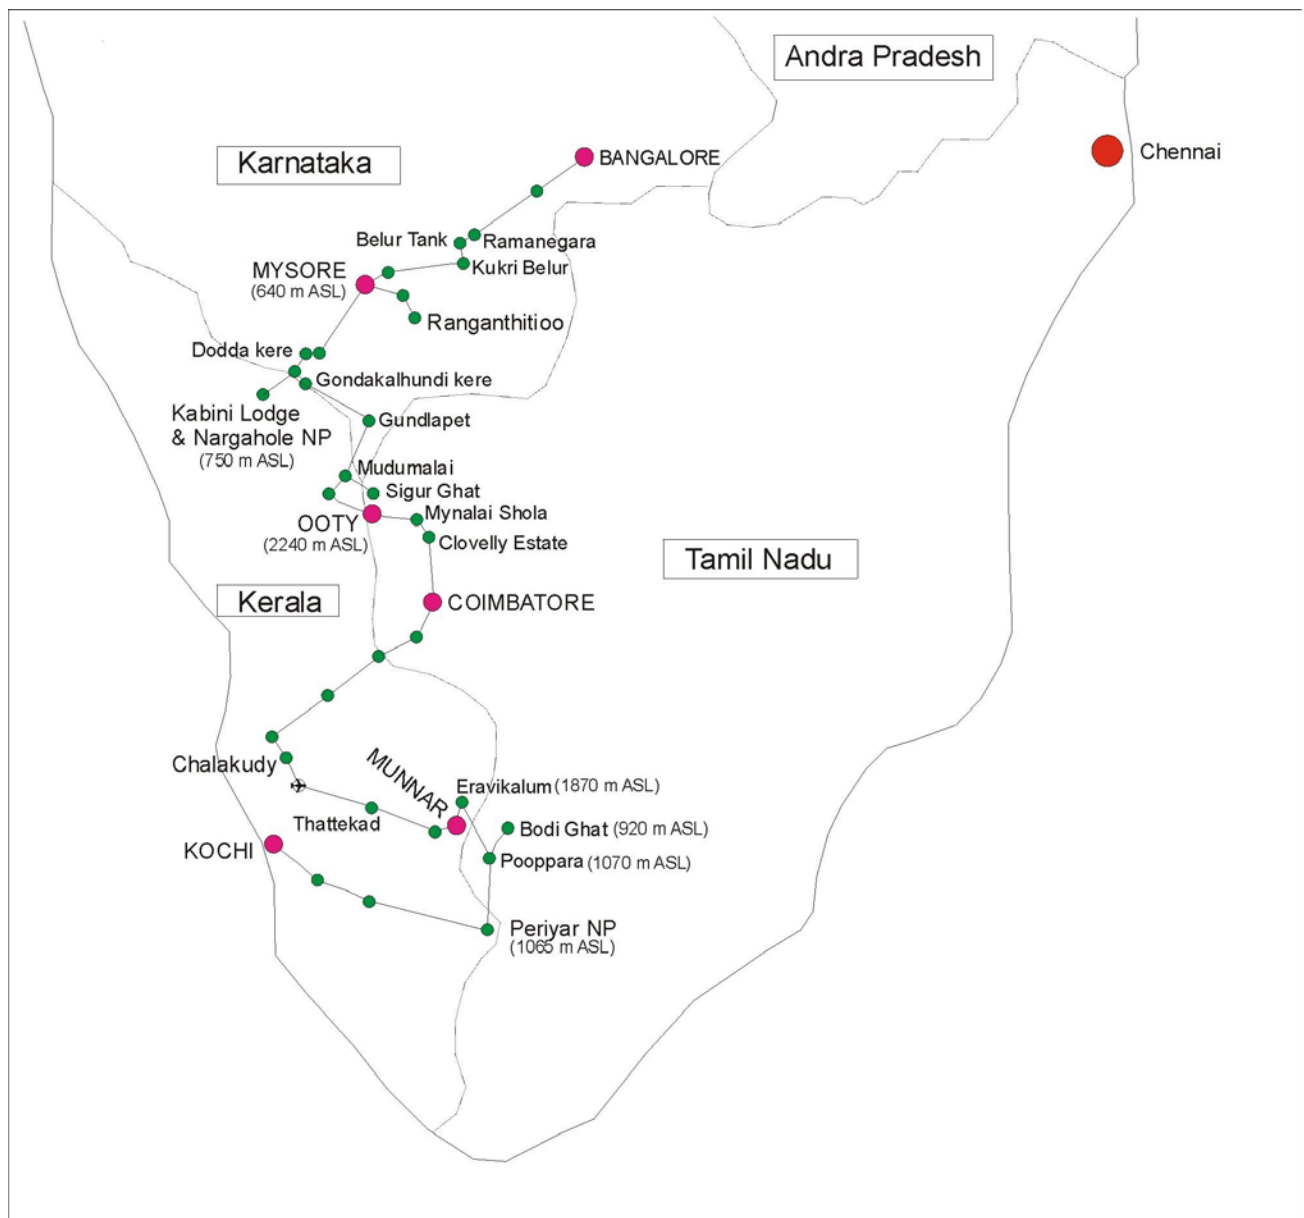 Andra Pradesh
Chennai
Karnataka
BANGALORE
Belur Tank
Ramanegara
Kukri Belur
MYSORE
(640 m ASL)
Ranganthitioo
Dodda kere
Gondakalhundi kere
Kabini Lodge
& Nargahole NP
(750 m ASL)
Gundlapet
Mudumalai
Sigur Ghat
Mynalai Shola
OOTY
(2240 m ASL)
Clovelly Estate
Tamil Nadu
Kerala
COIMBATORE
Chalakudy
MUNNAR
Eravikalum (1870 m ASL)
Thattekad
Bodi Ghat (920 m ASL)
KOCHI
Pooppara (1070 m ASL)
Periyar NP
(1065 m ASL)